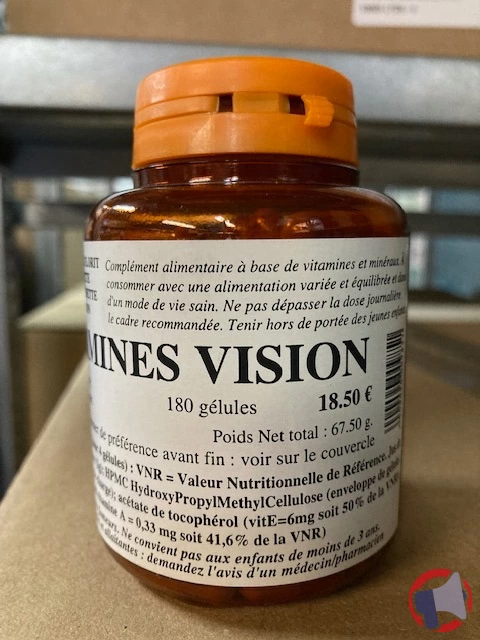 Complément alimentaire à base de vitamines et minéraux. À
consommer avec une alimentation variée et équilibrée et dans
d'un mode de vie sain. Ne pas dépasser la dose journalière
le cadre recommandée. Tenir hors de portée des jeunes enfants
MINES VISION
180 gélules 18.50 €
Poids Net total : 67.50 g.
de préférence avant fin : voir sur le couvercle
gélules) : VNR = Valeur Nutritionnelle de Référence.
HPMC HydroxyPropylMethylCellulose (enveloppe de
acétate de tocophérol (vitE=6mg soit 50% de la VNR)
amine A = 0,33 mg soit 41,6% de la VNR)
Ne convient pas aux enfants de moins de 3 ans.
allaitantes : demandez l'avis d'un médecin/pharmacien